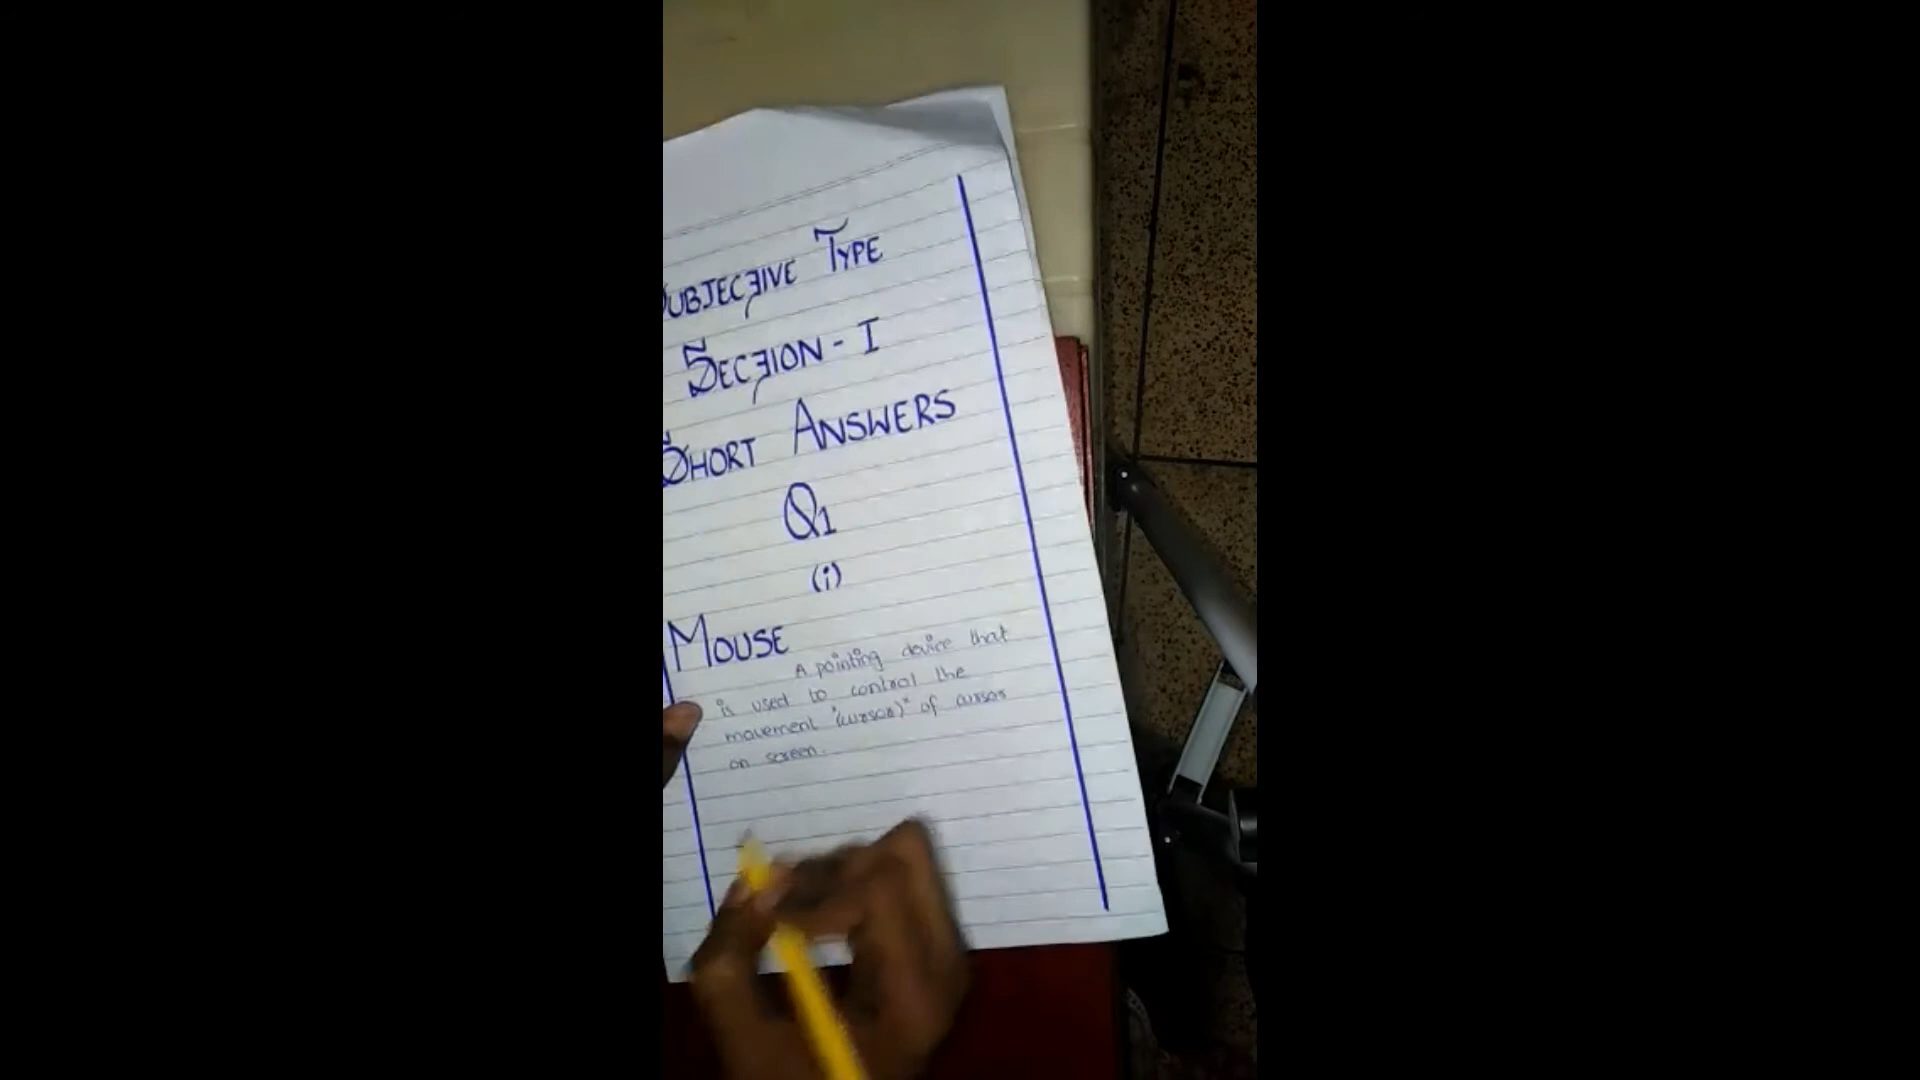 SUBJECTIVE TYPE
SECTION - I
SHORT ANSWERS
Q1
(i)
MOUSE
A pointing device that
is used to control the
movement "(cursor)" of cursor
on screen.